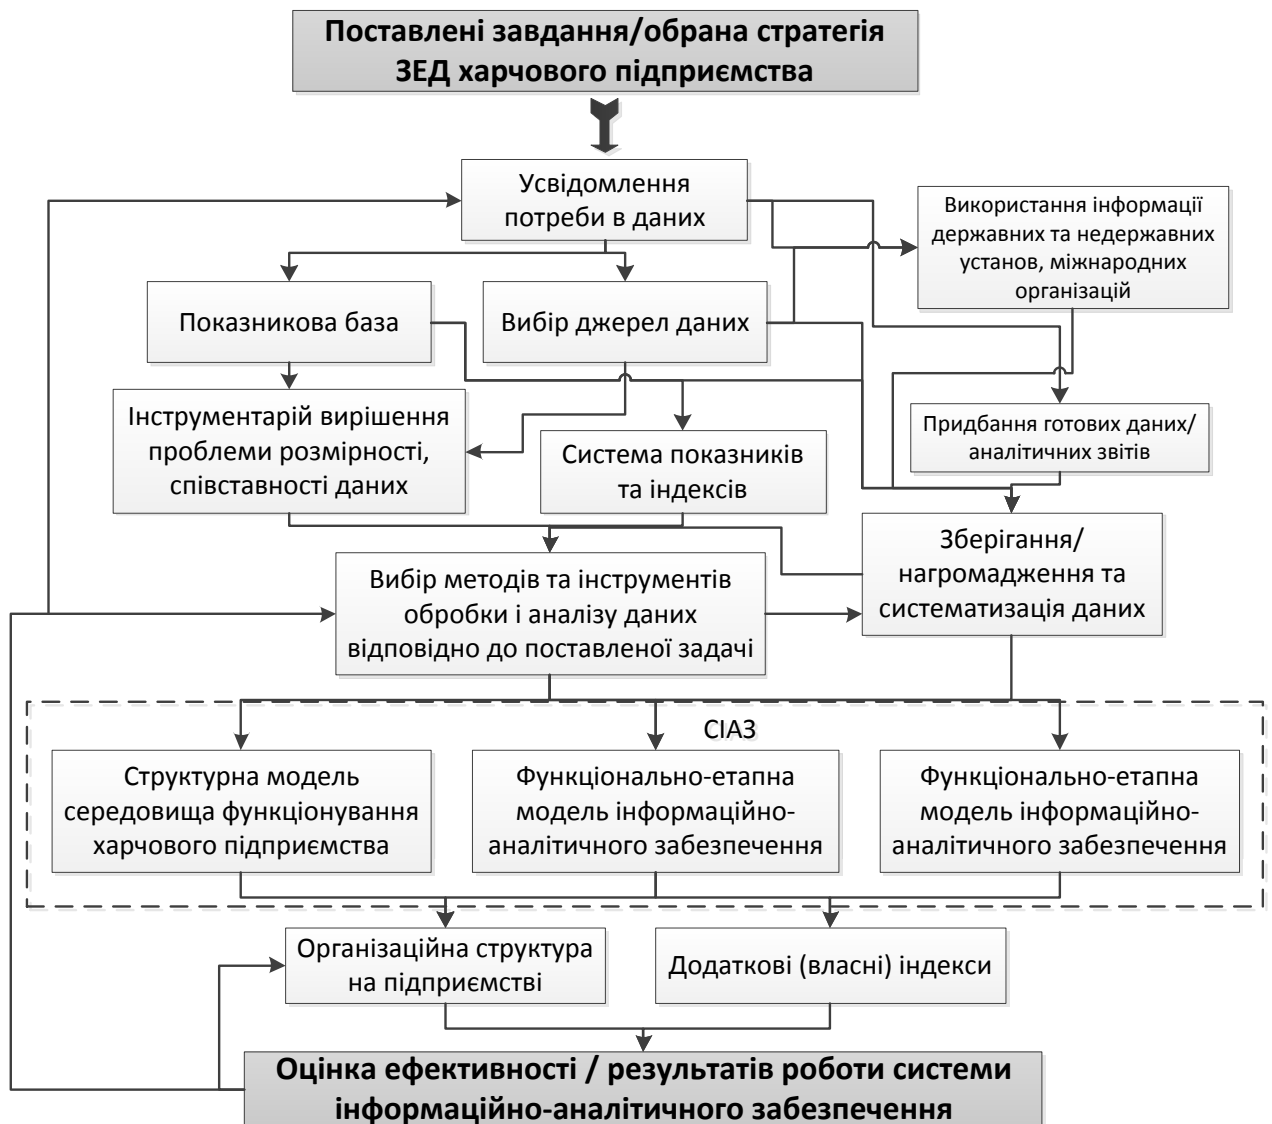 Поставлені завдання/обрана стратегія
ЗЕД харчового підприємства
Усвідомлення
потреби в даних
Використання інформації
державних та недержавних
установ, міжнародних
організацій
Показникова база
Вибір джерел даних
Інструментарій вирішення
проблеми розмірності,
співставності даних
Система показників
та індексів
Придбання готових даних/
аналітичних звітів
Зберігання/
нагромадження та
систематизація даних
Вибір методів та інструментів
обробки і аналізу даних
відповідно до поставленої задачі
СІАЗ
Структурна модель
середовища функціонування
харчового підприємства
Функціонально-етапна
модель інформаційно-
аналітичного забезпечення
Функціонально-етапна
модель інформаційно-
аналітичного забезпечення
Організаційна структура
на підприємстві
Додаткові (власні) індекси
Оцінка ефективності / результатів роботи системи
інформаційно-аналітичного забезпечення